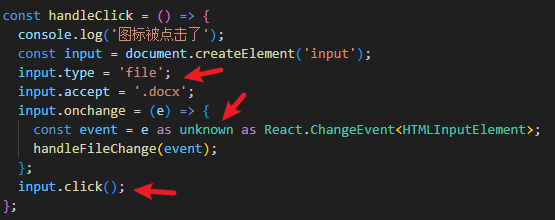 const handleClick = () => {
console.log('图标被点击了');
const input = document.createElement('input');
input.type = 'file';
input.accept = '.docx';
input.onchange = (e) => {
const event = e as unknown as React.ChangeEvent<HTMLInputElement>;
handleFileChange(event);
};
input.click();
};